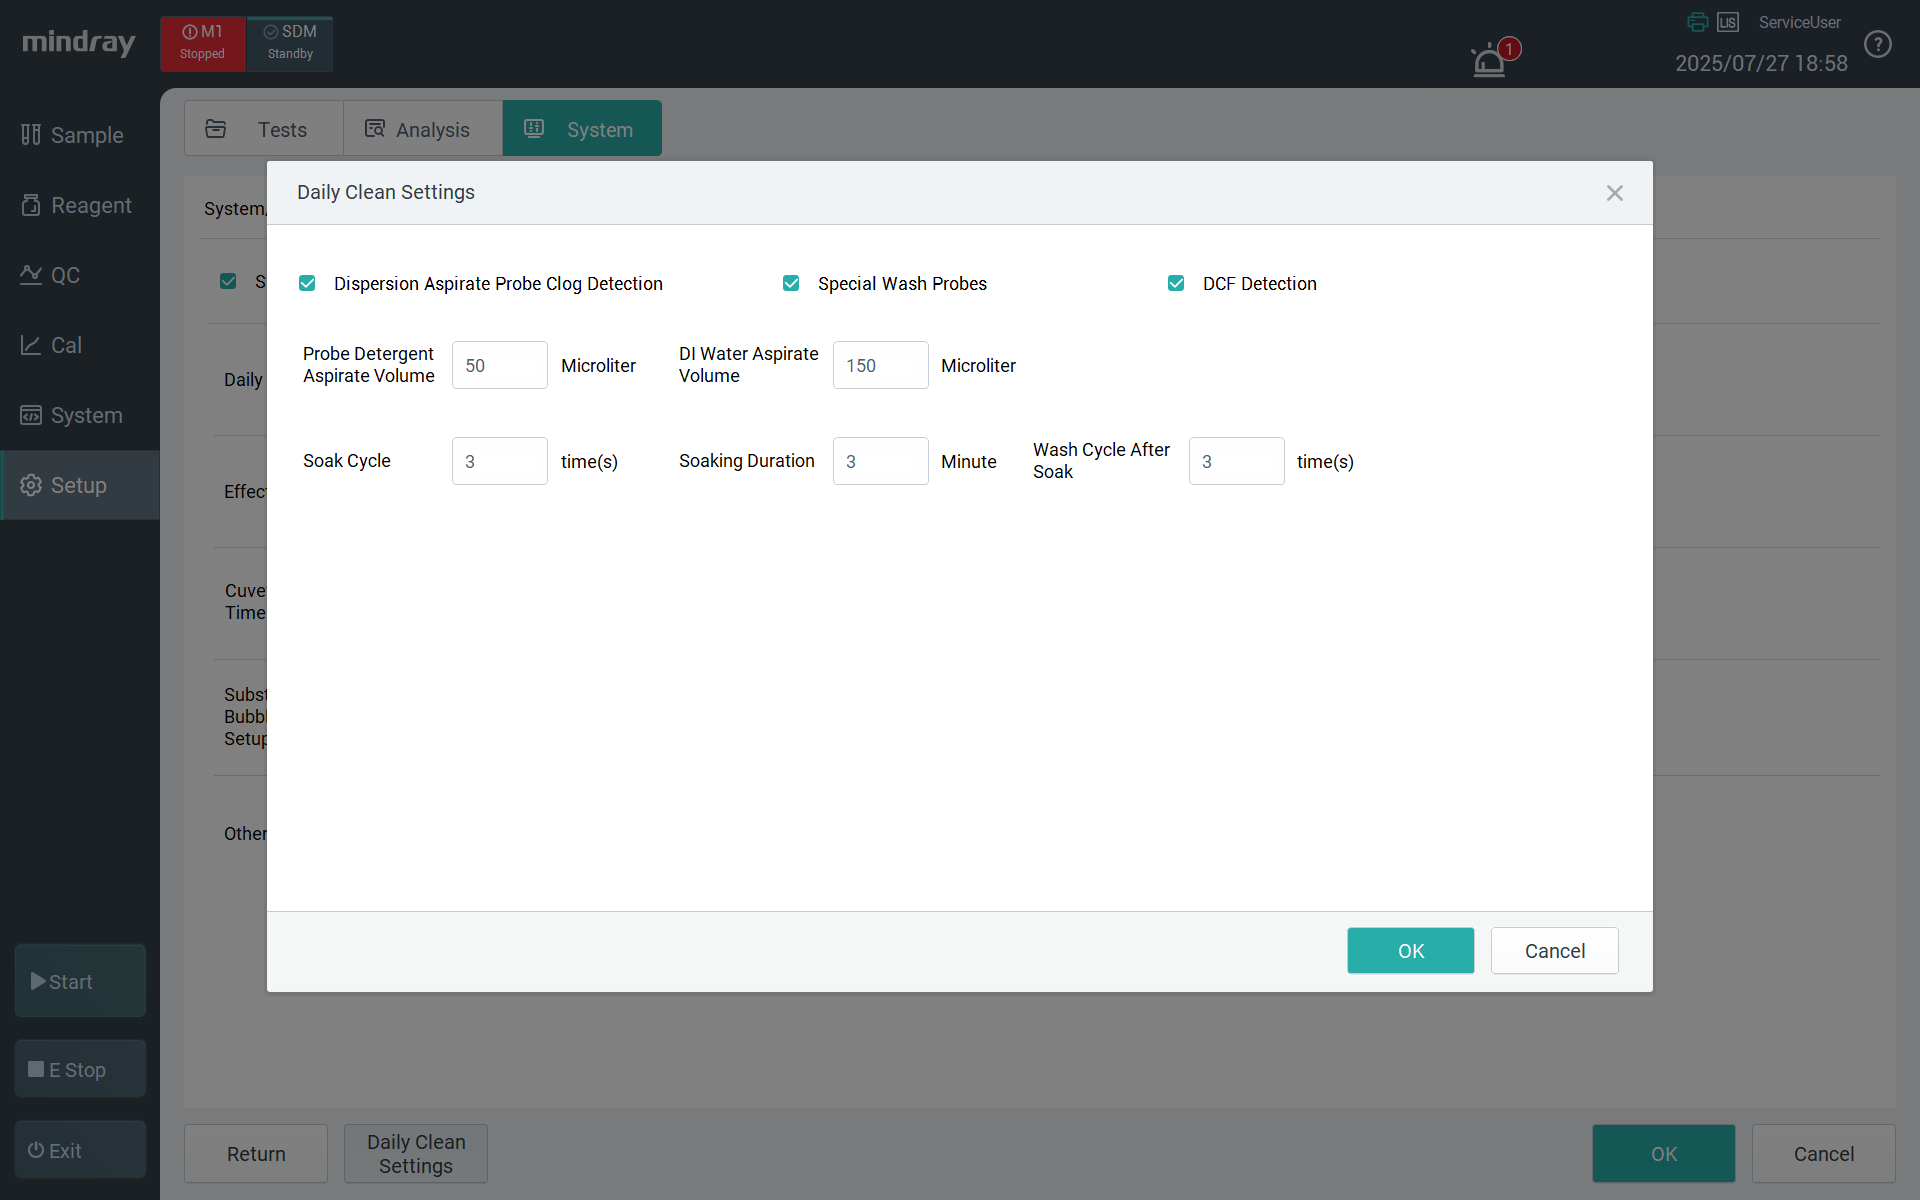 mindray
M1
Stopped
SDM
Standby
1
LIS
ServiceUser
2025/07/27 18:58
?
Sample
Reagent
QC
Cal
System
Setup
Start
E Stop
Exit
Tests
Analysis
System
System/
Daily Clean Settings
S
Dispersion Aspirate Probe Clog Detection
Special Wash Probes
DCF Detection
Daily
Probe Detergent
Aspirate Volume
50
Microliter
DI Water Aspirate
Volume
150
Microliter
Effec
Soak Cycle
3
time(s)
Soaking Duration
3
Minute
Wash Cycle After
Soak
3
time(s)
Cuve
Time
Subst
Bubbl
Setup
Other
OK
Cancel
Return
Daily Clean
Settings
OK
Cancel